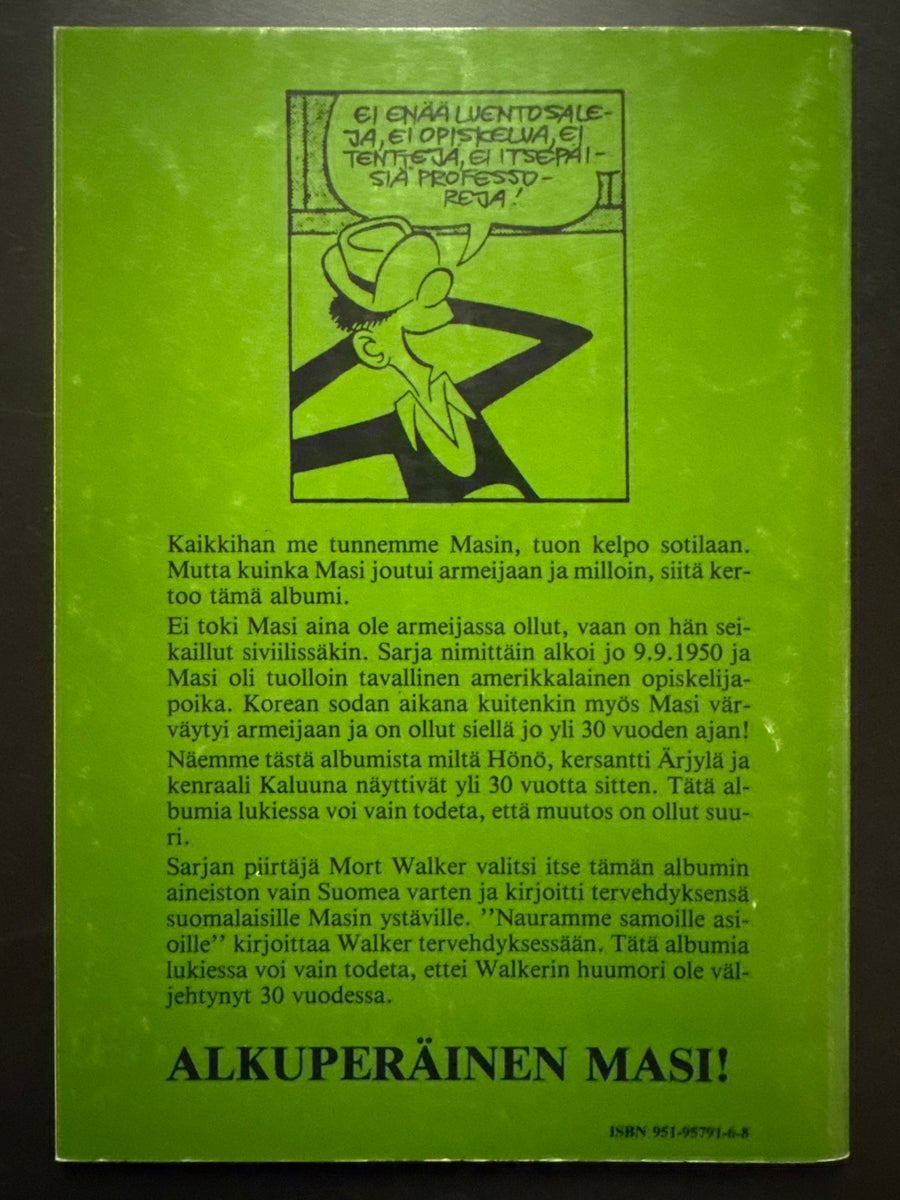 EI ENÄÄ LUENTOSALE-
JA, EI OPISKELUA, EI
TENTTEJÄ, EI ITSEPÄI-
SIÄ PROFESSO-
REJA!
Kaikkihan me tunnemme Masin, tuon kelpo sotilaan.
Mutta kuinka Masi joutui armeijaan ja milloin, siitä ker-
too tämä albumi.
Ei toki Masi aina ole armeijassa ollut, vaan on hän sei-
kaillut siviilissäkin. Sarja nimittäin alkoi jo 9.9.1950 ja
Masi oli tuolloin tavallinen amerikkalainen opiskelija-
poika. Korean sodan aikana kuitenkin myös Masi vär-
väytyi armeijaan ja on ollut siellä jo yli 30 vuoden ajan!
Näemme tästä albumista miltä Hönö, kersantti Ärjylä ja
kenraali Kaluuna näyttivät yli 30 vuotta sitten. Tätä al-
bumia lukiessa voi vain todeta, että muutos on ollut suu-
ri.
Sarjan piirtäjä Mort Walker valitsi itse tämän albumin
aineiston vain Suomea varten ja kirjoitti tervehdyksensä
suomalaisille Masin ystäville. ”Nauramme samoille asi-
oille” kirjoittaa Walker tervehdyksessään. Tätä albumia
lukiessa voi vain todeta, ettei Walkerin huumori ole väl-
jehtynyt 30 vuodessa.
ALKUPERÄINEN MASI!
ISBN 951-95791-6-8